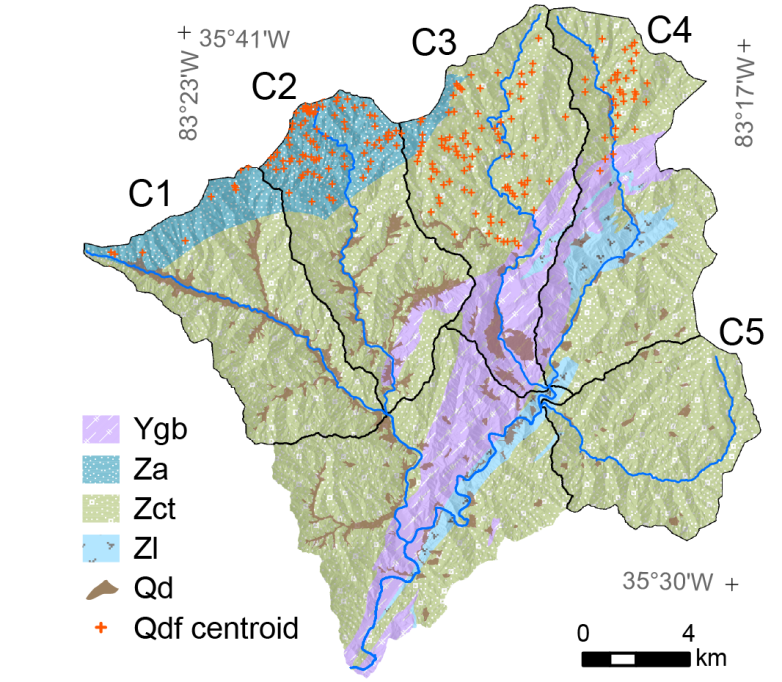 C4
35°41'W
C3
C2
83°23'W
83°17'W
C1
C5
Ygb
Za
Zct
Zl
Qd
Qdf centroid
35°30'W
0 4
km